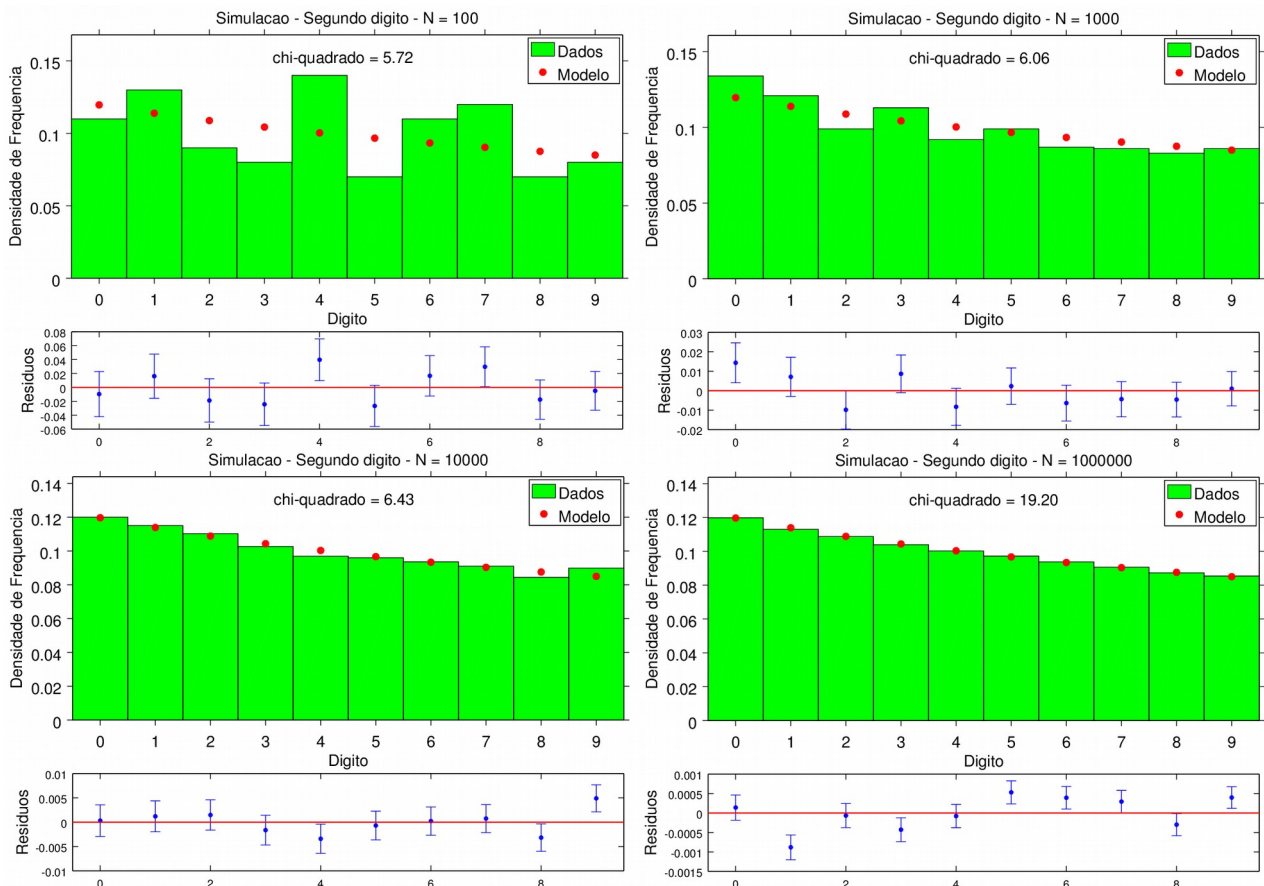 Simulacao - Segundo digito - N = 100
chi-quadrado = 5.72
Dados
Modelo
Densidade de Frequencia
0.15
0.1
0.05
0
0 1 2 3 4 5 6 7 8 9
Digito
Residuos
0.08
0.06
0.04
0.02
0
-0.02
-0.04
-0.06
0 2 4 6 8
Simulacao - Segundo digito - N = 1000
chi-quadrado = 6.06
Dados
Modelo
Densidade de Frequencia
0.15
0.1
0.05
0
0 1 2 3 4 5 6 7 8 9
Digito
Residuos
0.03
0.02
0.01
0
-0.01
-0.02
0 2 4 6 8
Simulacao - Segundo digito - N = 10000
chi-quadrado = 6.43
Dados
Modelo
Densidade de Frequencia
0.14
0.12
0.1
0.08
0.06
0.04
0.02
0
0 1 2 3 4 5 6 7 8 9
Digito
Residuos
0.01
0.005
0
-0.005
-0.01
0 2 4 6 8
Simulacao - Segundo digito - N = 1000000
chi-quadrado = 19.20
Dados
Modelo
Densidade de Frequencia
0.14
0.12
0.1
0.08
0.06
0.04
0.02
0
0 1 2 3 4 5 6 7 8 9
Digito
Residuos
0.001
0.0005
0
-0.0005
-0.001
-0.0015
0 2 4 6 8